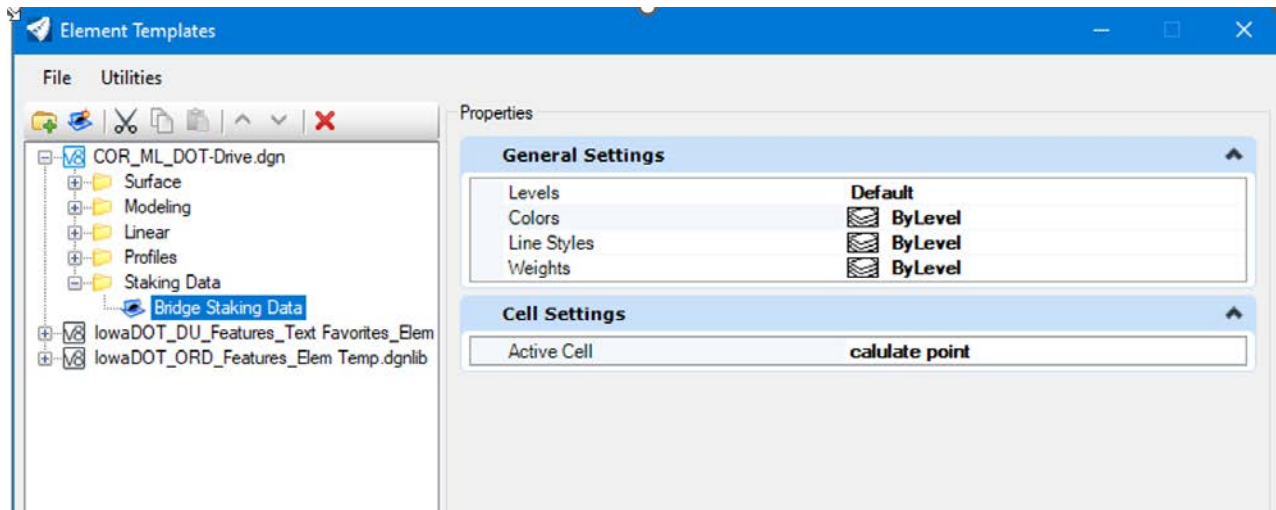 Element Templates
File Utilities
Properties
COR_ML_DOT-Drive.dgn
Surface
Modeling
Linear
Profiles
Staking Data
Bridge Staking Data
IowaDOT_DU_Features_Text Favorites_Elem
IowaDOT_ORD_Features_Elem Temp.dgnlib
General Settings
Levels Default
Colors ByLevel
Line Styles ByLevel
Weights ByLevel
Cell Settings
Active Cell calulate point